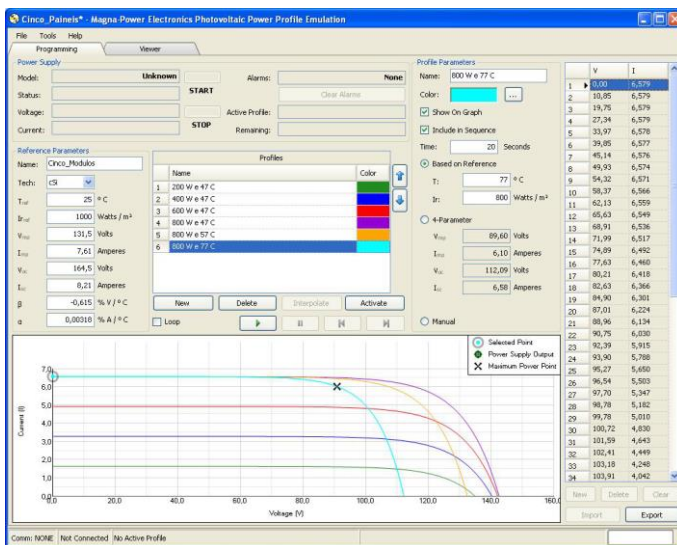 Cinco_Paineis* - Magna-Power Electronics Photovoltaic Power Profile Emulation
File Tools Help
Programming Viewer
Power Supply
Model: Unknown
Status:
Voltage:
Current:
START
STOP
Alarms: None
Clear Alarms
Active Profile:
Remaining:
Reference Parameters
Name: Cinco_Modulos
Tech: cSi
Tref 25 º C
Irref 1000 Watts / m²
Vmp 131,5 Volts
Imp 7,61 Amperes
Voc 164,5 Volts
Isc 8,21 Amperes
β -0,615 % V / º C
α 0,00318 % A / º C
Profiles
Name Color
1 200 W e 47 C
2 400 W e 47 C
3 600 W e 47 C
4 800 W e 47 C
5 800 W e 57 C
6 800 W e 77 C
New Delete Interpolate Activate
Loop
Profile Parameters
Name: 800 W e 77 C
Color: ...
Show On Graph
Include in Sequence
Time: 20 Seconds
Based on Reference
T: 77 º C
Ir: 800 Watts / m²
4-Parameter
Vmp 89,60 Volts
Imp 6,10 Amperes
Voc 112,09 Volts
Isc 6,58 Amperes
Manual
V I
1 0,00 6,579
2 10,85 6,579
3 19,75 6,579
4 27,34 6,579
5 33,97 6,578
6 39,85 6,577
7 45,14 6,576
8 49,93 6,574
9 54,32 6,571
10 58,37 6,566
11 62,13 6,559
12 65,63 6,549
13 68,91 6,536
14 71,99 6,517
15 74,89 6,492
16 77,63 6,460
17 80,21 6,418
18 82,63 6,366
19 84,90 6,301
20 87,01 6,224
21 88,96 6,134
22 90,75 6,030
23 92,39 5,915
24 93,90 5,788
25 95,27 5,650
26 96,54 5,503
27 97,70 5,347
28 98,78 5,182
29 99,78 5,010
30 100,72 4,830
31 101,59 4,643
32 102,41 4,449
33 103,18 4,248
34 103,91 4,042
New Delete Clear
Import Export
Selected Point
Power Supply Output
Maximum Power Point
Current (I)
7,0
6,0
5,0
4,0
3,0
2,0
1,0
0,0
20,0 40,0 60,0 80,0 100,0 120,0 140,0 160,0
Voltage (V)
Comm: NONE Not Connected No Active Profile